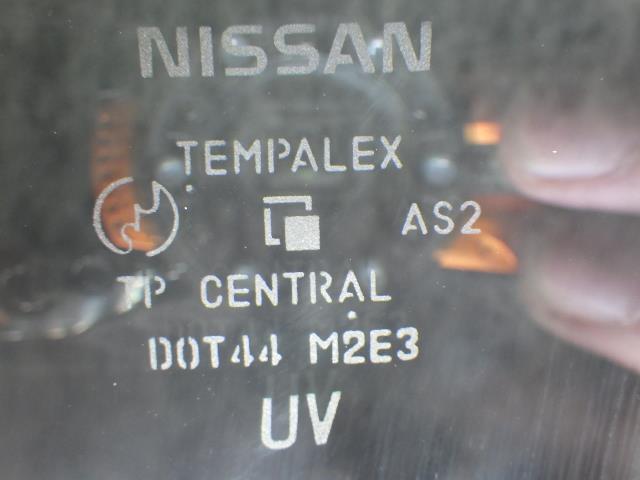 NISSAN
TEMPALEX
AS2
TP CENTRAL
DOT44 M2E3
UV